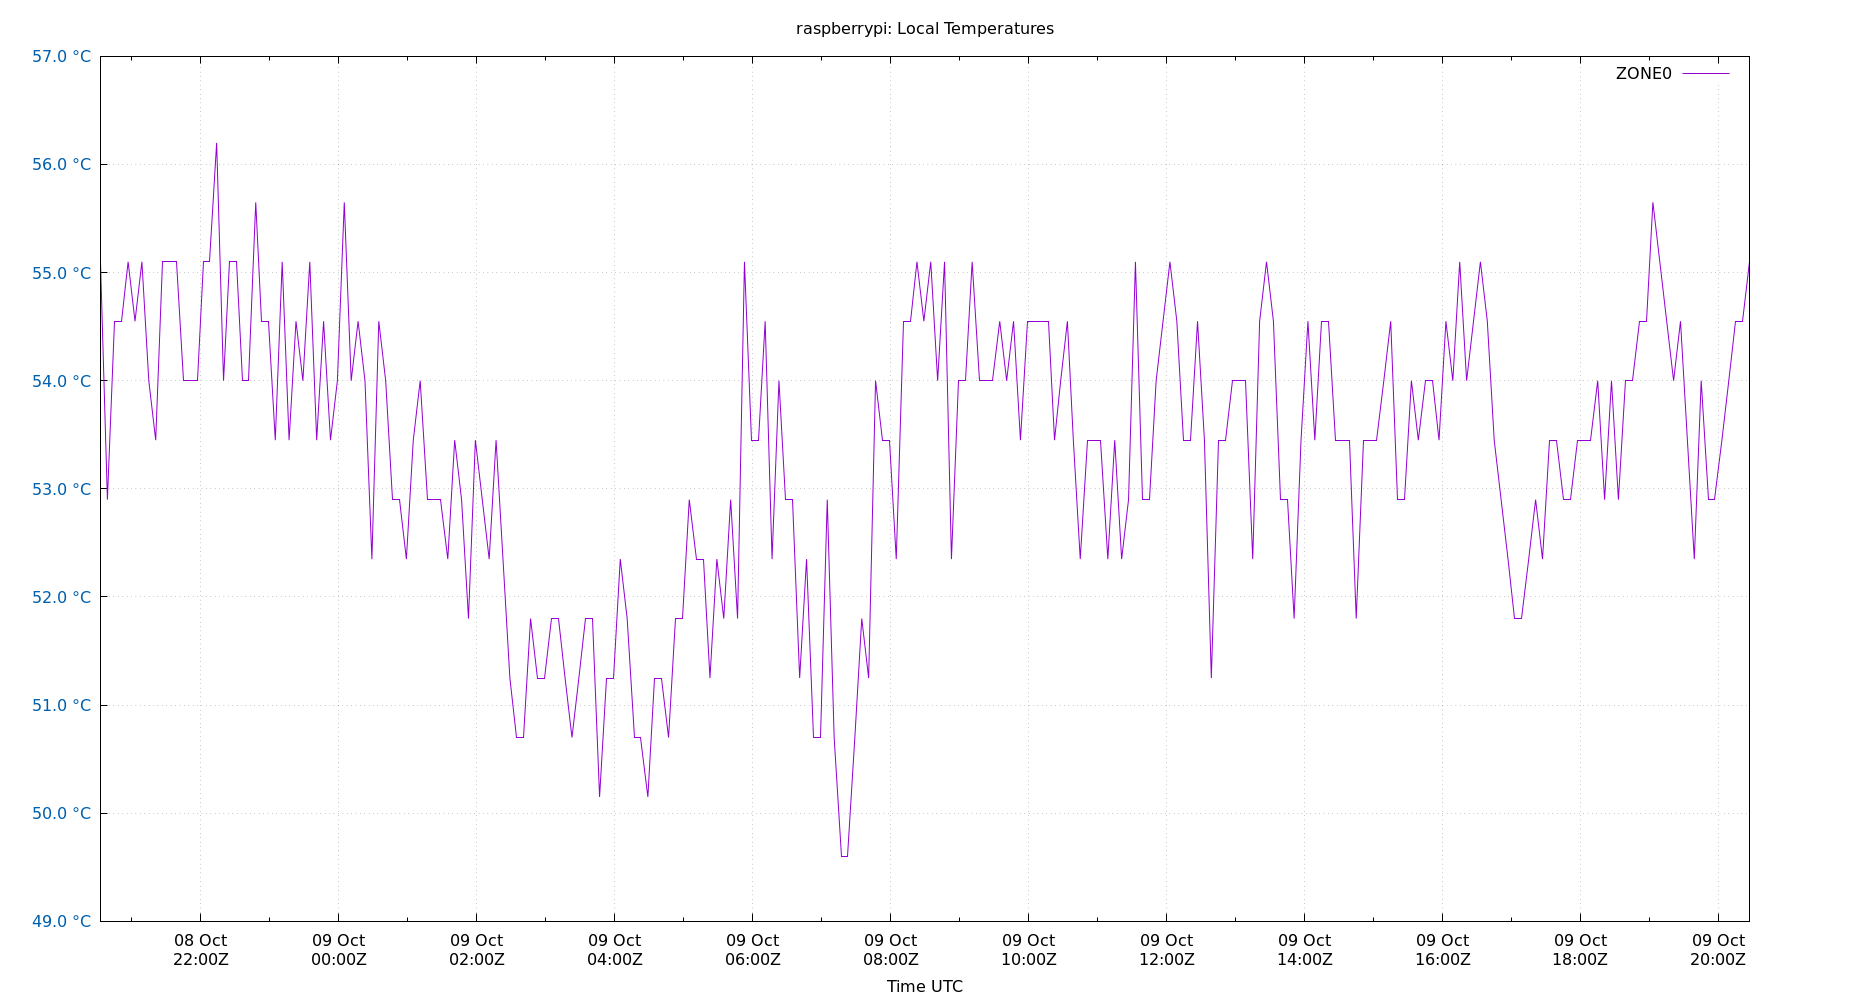 raspberrypi: Local Temperatures
57.0 °C
ZONE0
56.0 °C
55.0 °C
54.0 °C
53.0 °C
52.0 °C
51.0 °C
50.0 °C
49.0 °C
08 Oct 09 Oct 09 Oct 09 Oct 09 Oct 09 Oct 09 Oct 09 Oct 09 Oct 09 Oct 09 Oct 09 Oct
22:00Z 00:00Z 02:00Z 04:00Z 06:00Z 08:00Z 10:00Z 12:00Z 14:00Z 16:00Z 18:00Z 20:00Z
Time UTC